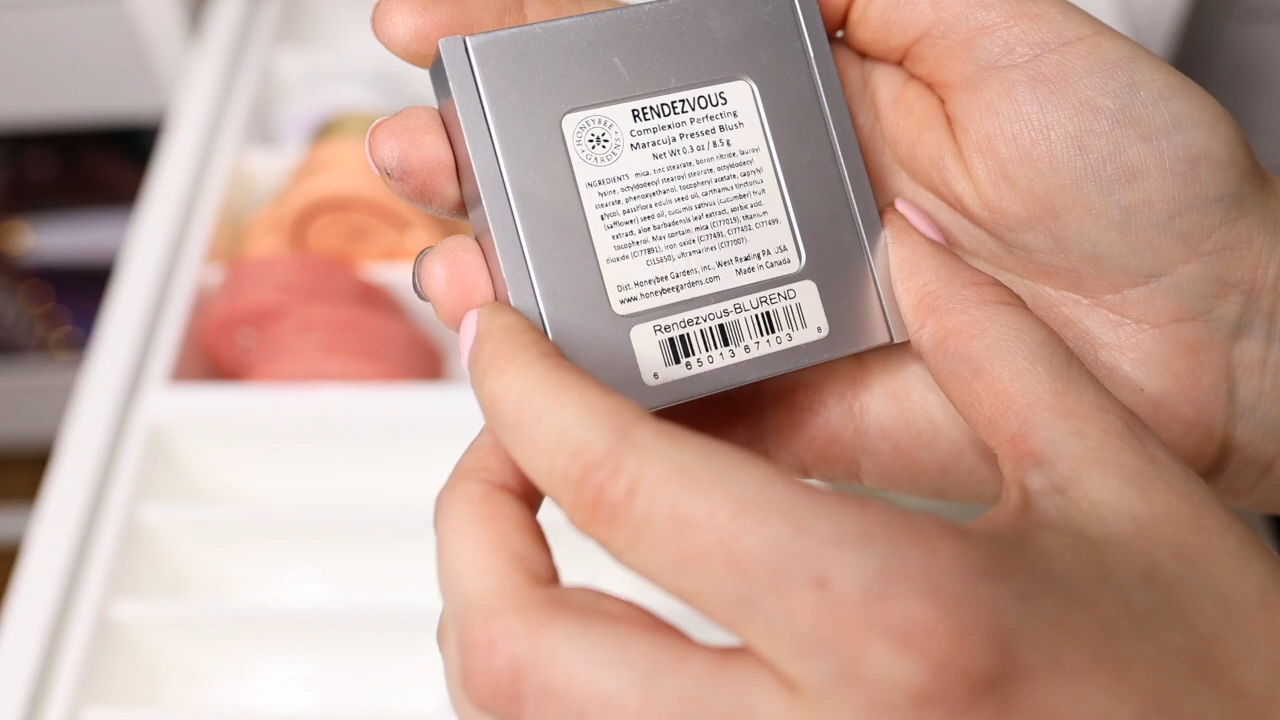 HONEYBEE GARDENS
RENDEZVOUS
Complexion Perfecting
Maracuja Pressed Blush
Net Wt 0.3 oz / 8.5 g
INGREDIENTS mica, zinc stearate, boron nitride, lauroyl
lysine, octyldodecyl stearoyl stearate, octyldodecyl
stearate, phenoxyethanol, tocopheryl acetate, caprylyl
glycol, passiflora edulis seed oil, carthamus tinctorius
(safflower) seed oil, cucumis sativus (cucumber) fruit
extract, aloe barbadensis leaf extract, sorbic acid,
tocopherol. May contain: mica (CI77019), titanium
dioxide (CI77891), iron oxide (CI77491, CI77492, CI77499,
CI15850), ultramarines (CI77007).
Dist. Honeybee Gardens, Inc., West Reading PA USA
www.honeybeegardens.com Made in Canada
Rendezvous-BLUREND
6 65013 67103 8